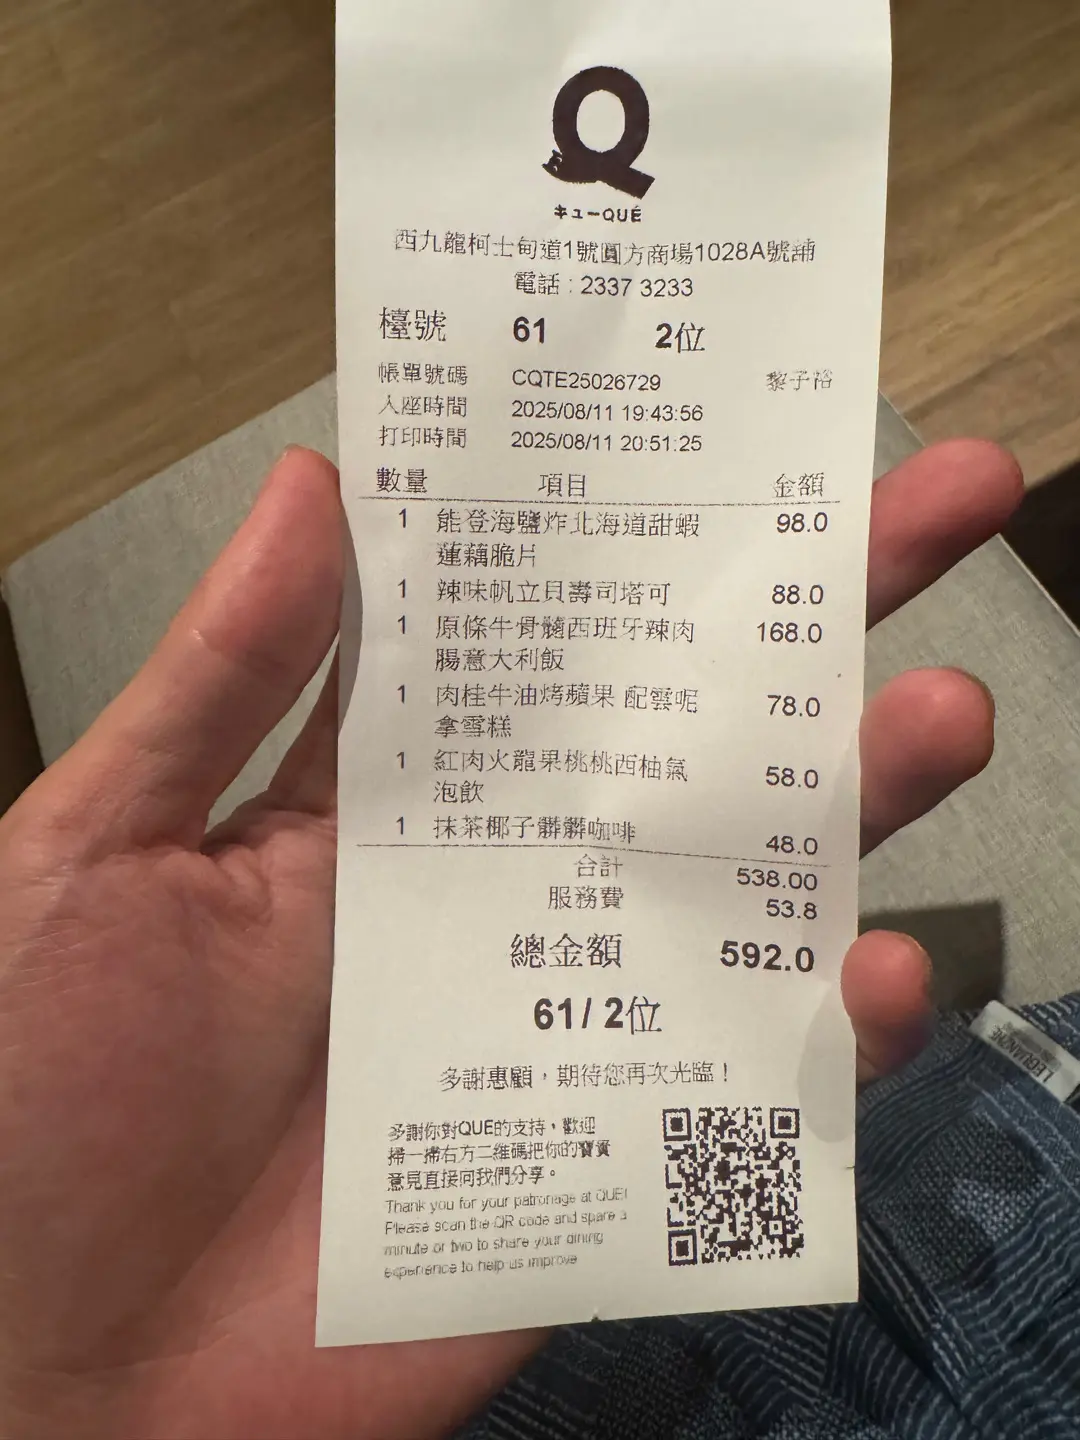 Q
キューQUÉ
西九龍柯士甸道1號圓方商場1028A號舖
電話 : 2337 3233
檯號 61 2位
帳單號碼 CQTE25026729 黎子裕
入座時間 2025/08/11 19:43:56
打印時間 2025/08/11 20:51:25
數量 項目 金額
1 能登海鹽炸北海道甜蝦 98.0
蓮藕脆片
1 辣味帆立貝壽司塔可 88.0
1 原條牛骨髓西班牙辣肉 168.0
腸意大利飯
1 肉桂牛油烤蘋果 配雲呢 78.0
拿雪糕
1 紅肉火龍果桃桃西柚氣 58.0
泡飲
1 抹茶椰子髒髒咖啡 48.0
合計 538.00
服務費 53.8
總金額 592.0
61/ 2位
多謝惠顧，期待您再次光臨！
多謝你對QUE的支持，歡迎
掃一掃右方二維碼把你的寶貴
意見直接向我們分享。
Thank you for your patronage at QUE!
Please scan the QR code and spare a
minute or two to share your dining
experience to help us improve